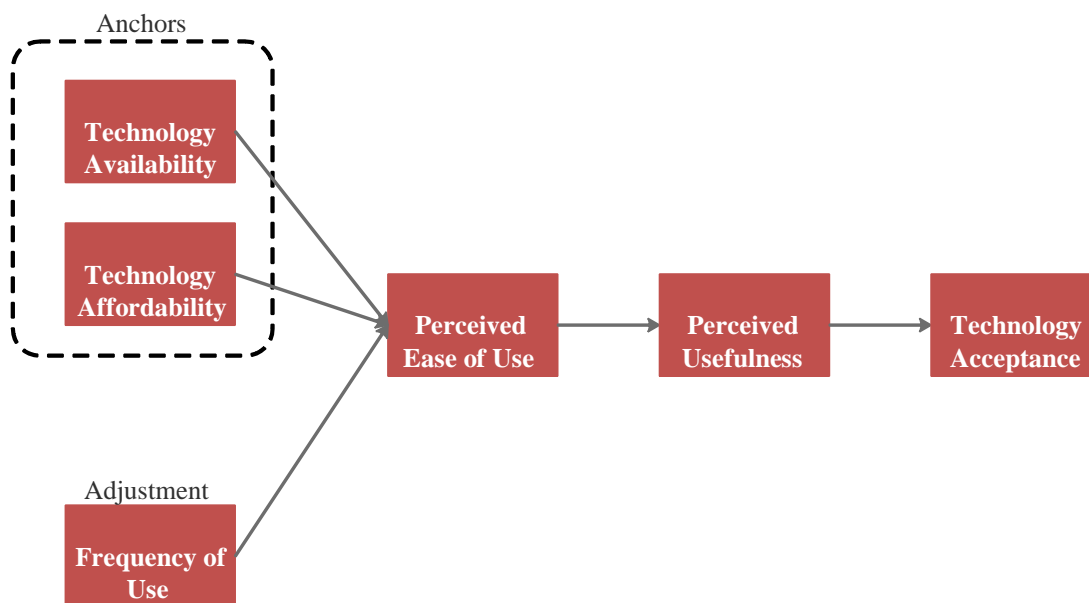 Anchors
Technology
Availability
Technology
Affordability
Perceived
Ease of Use
Perceived
Usefulness
Technology
Acceptance
Adjustment
Frequency of
Use